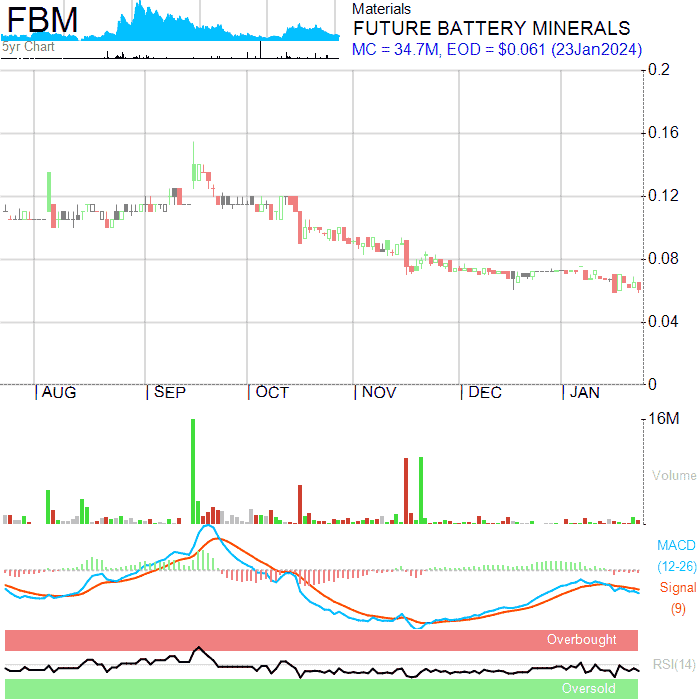 FBM
5yr Chart
Materials
FUTURE BATTERY MINERALS
MC = 34.7M, EOD = $0.061 (23Jan2024)
0.2
0.16
0.12
0.08
0.04
0
AUG SEP OCT NOV DEC JAN
16M
Volume
MACD
(12-26)
Signal
(9)
Overbought
RSI(14)
Oversold